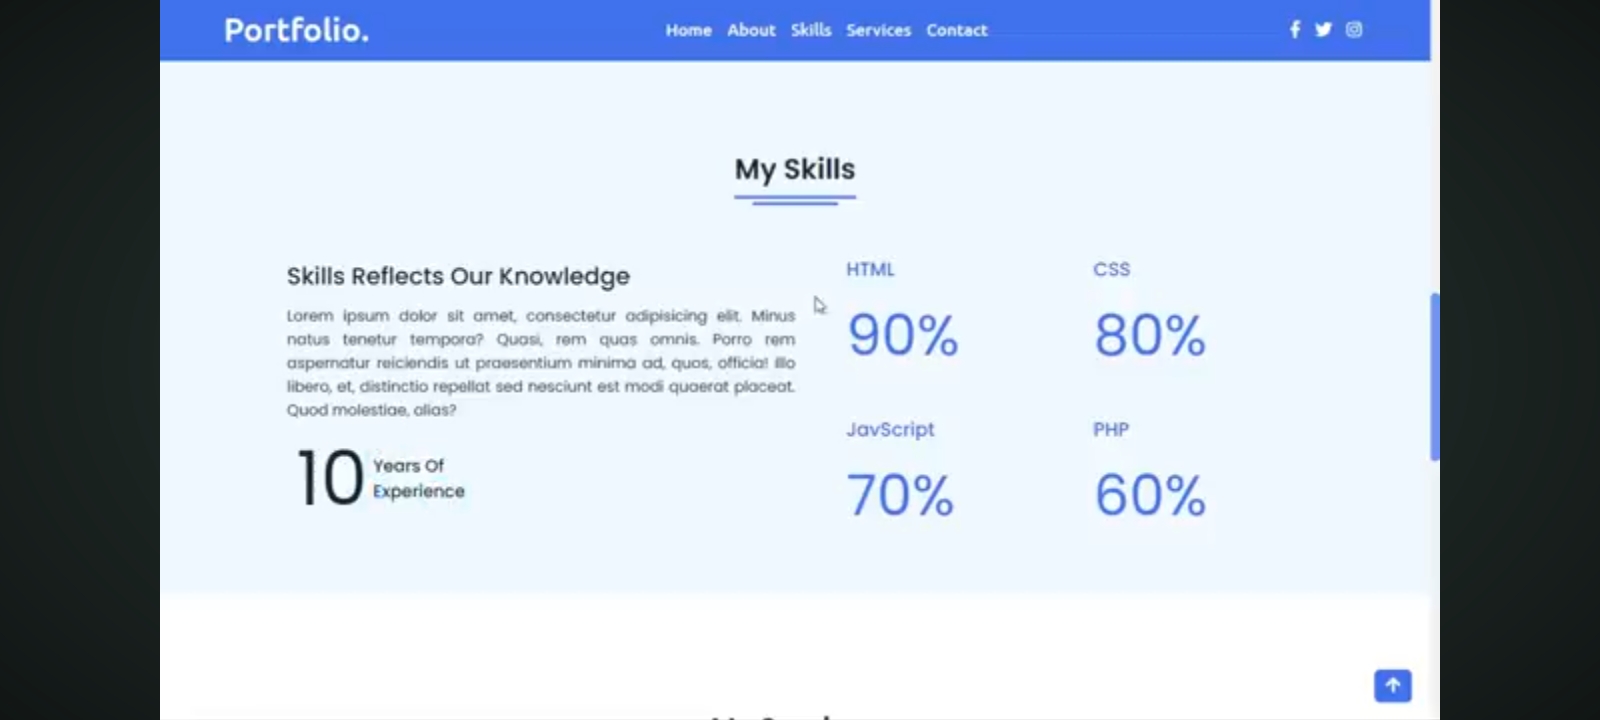 Portfolio.
Home About Skills Services Contact
My Skills
Skills Reflects Our Knowledge
Lorem ipsum dolor sit amet, consectetur adipisicing elit. Minus
natus tenetur tempora? Quasi, rem quas omnis. Porro rem
aspernatur reiciendis ut praesentium minima ad, quos, officia! Illo
libero, et, distinctio repellat sed nesciunt est modi quaerat placeat.
Quod molestiae, alias?
10 Years Of
Experience
HTML
90%
CSS
80%
JavScript
70%
PHP
60%